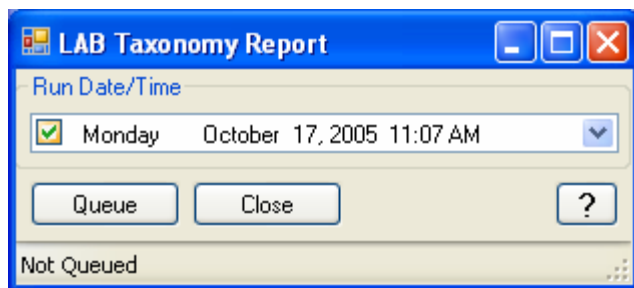 LAB Taxonomy Report
Run Date/Time
Monday October 17, 2005 11:07 AM
Queue Close ?
Not Queued